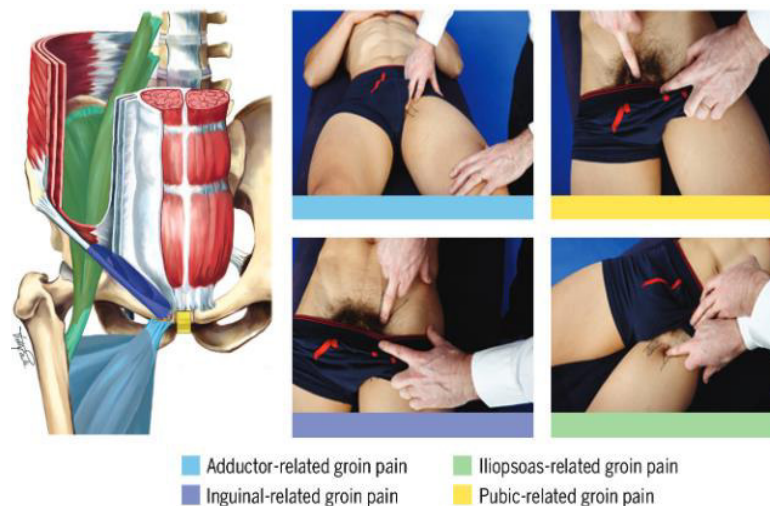 Adductor-related groin pain
Iliopsoas-related groin pain
Inguinal-related groin pain
Pubic-related groin pain